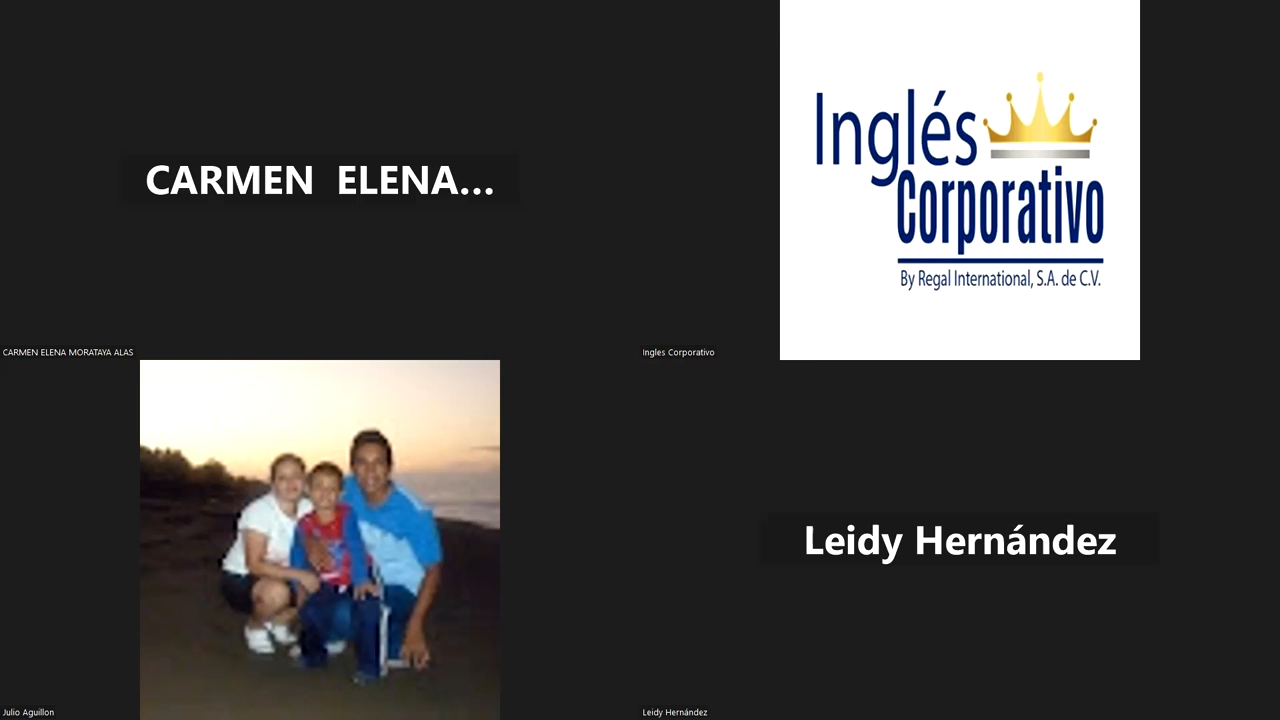 CARMEN  ELENA...
CARMEN ELENA MORATAYA ALAS
Inglés
Corporativo
By Regal International, S.A. de C.V.
Ingles Corporativo
Julio Aguillon
Leidy Hernández
Leidy Hernández